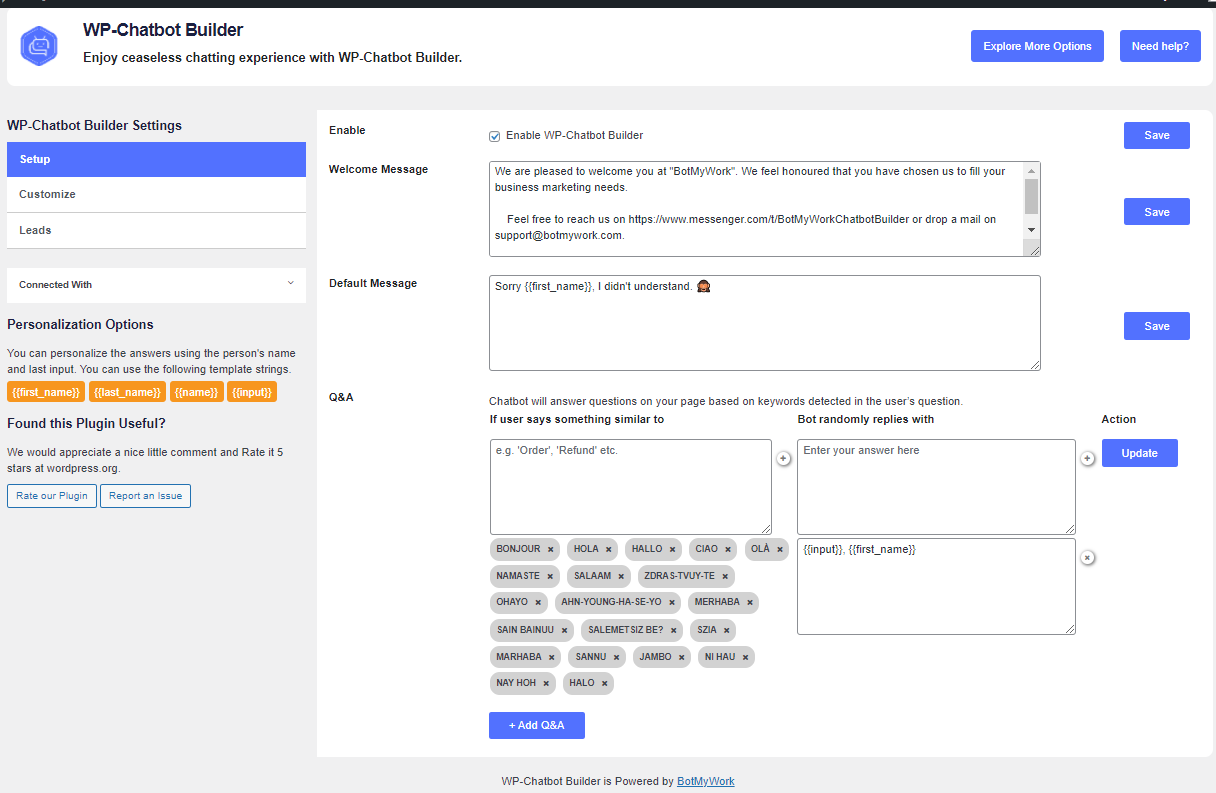 WP-Chatbot Builder
Enjoy ceaseless chatting experience with WP-Chatbot Builder.
Explore More Options
Need help?
WP-Chatbot Builder Settings
Setup
Customize
Leads
Connected With
Personalization Options
You can personalize the answers using the person's name
and last input. You can use the following template strings.
{{first_name}} {{last_name}} {{name}} {{input}}
Found this Plugin Useful?
We would appreciate a nice little comment and Rate it 5
stars at wordpress.org.
Rate our Plugin
Report an Issue
Enable
Enable WP-Chatbot Builder
Save
Welcome Message
We are pleased to welcome you at "BotMyWork". We feel honoured that you have chosen us to fill your
business marketing needs.
Feel free to reach us on https://www.messenger.com/t/BotMyWorkChatbotBuilder or drop a mail on
support@botmywork.com.
Save
Default Message
Sorry {{first_name}}, I didn't understand. 🙈
Save
Q&A
Chatbot will answer questions on your page based on keywords detected in the user's question.
If user says something similar to
Bot randomly replies with
Action
e.g. 'Order', 'Refund' etc.
Enter your answer here
Update
BONJOUR × HOLA × HALLO × CIAO × OLÀ ×
NAMASTE × SALAAM × ZDRAS-TVUY-TE ×
OHAYO × AHN-YOUNG-HA-SE-YO × MERHABA ×
SAIN BAINUU × SALEMETSIZ BE? × SZIA ×
MARHABA × SANNU × JAMBO × NI HAU ×
NAY HOH × HALO ×
{{input}}, {{first_name}}
+ Add Q&A
WP-Chatbot Builder is Powered by BotMyWork